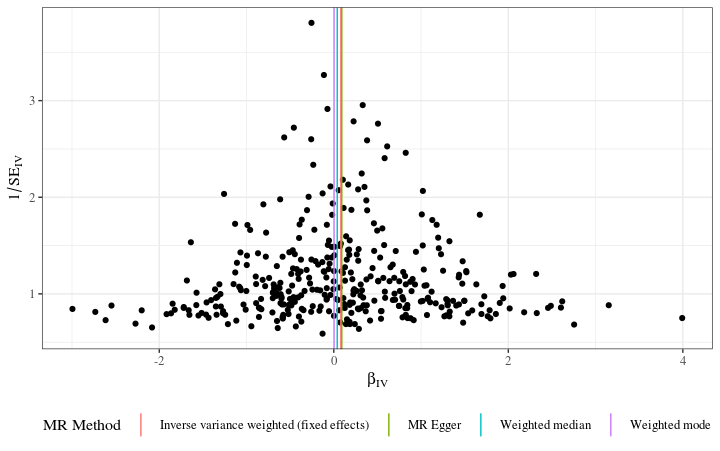 3
2
1
1/SE_IV
-2 0 2 4
β_IV
MR Method Inverse variance weighted (fixed effects) MR Egger Weighted median Weighted mode